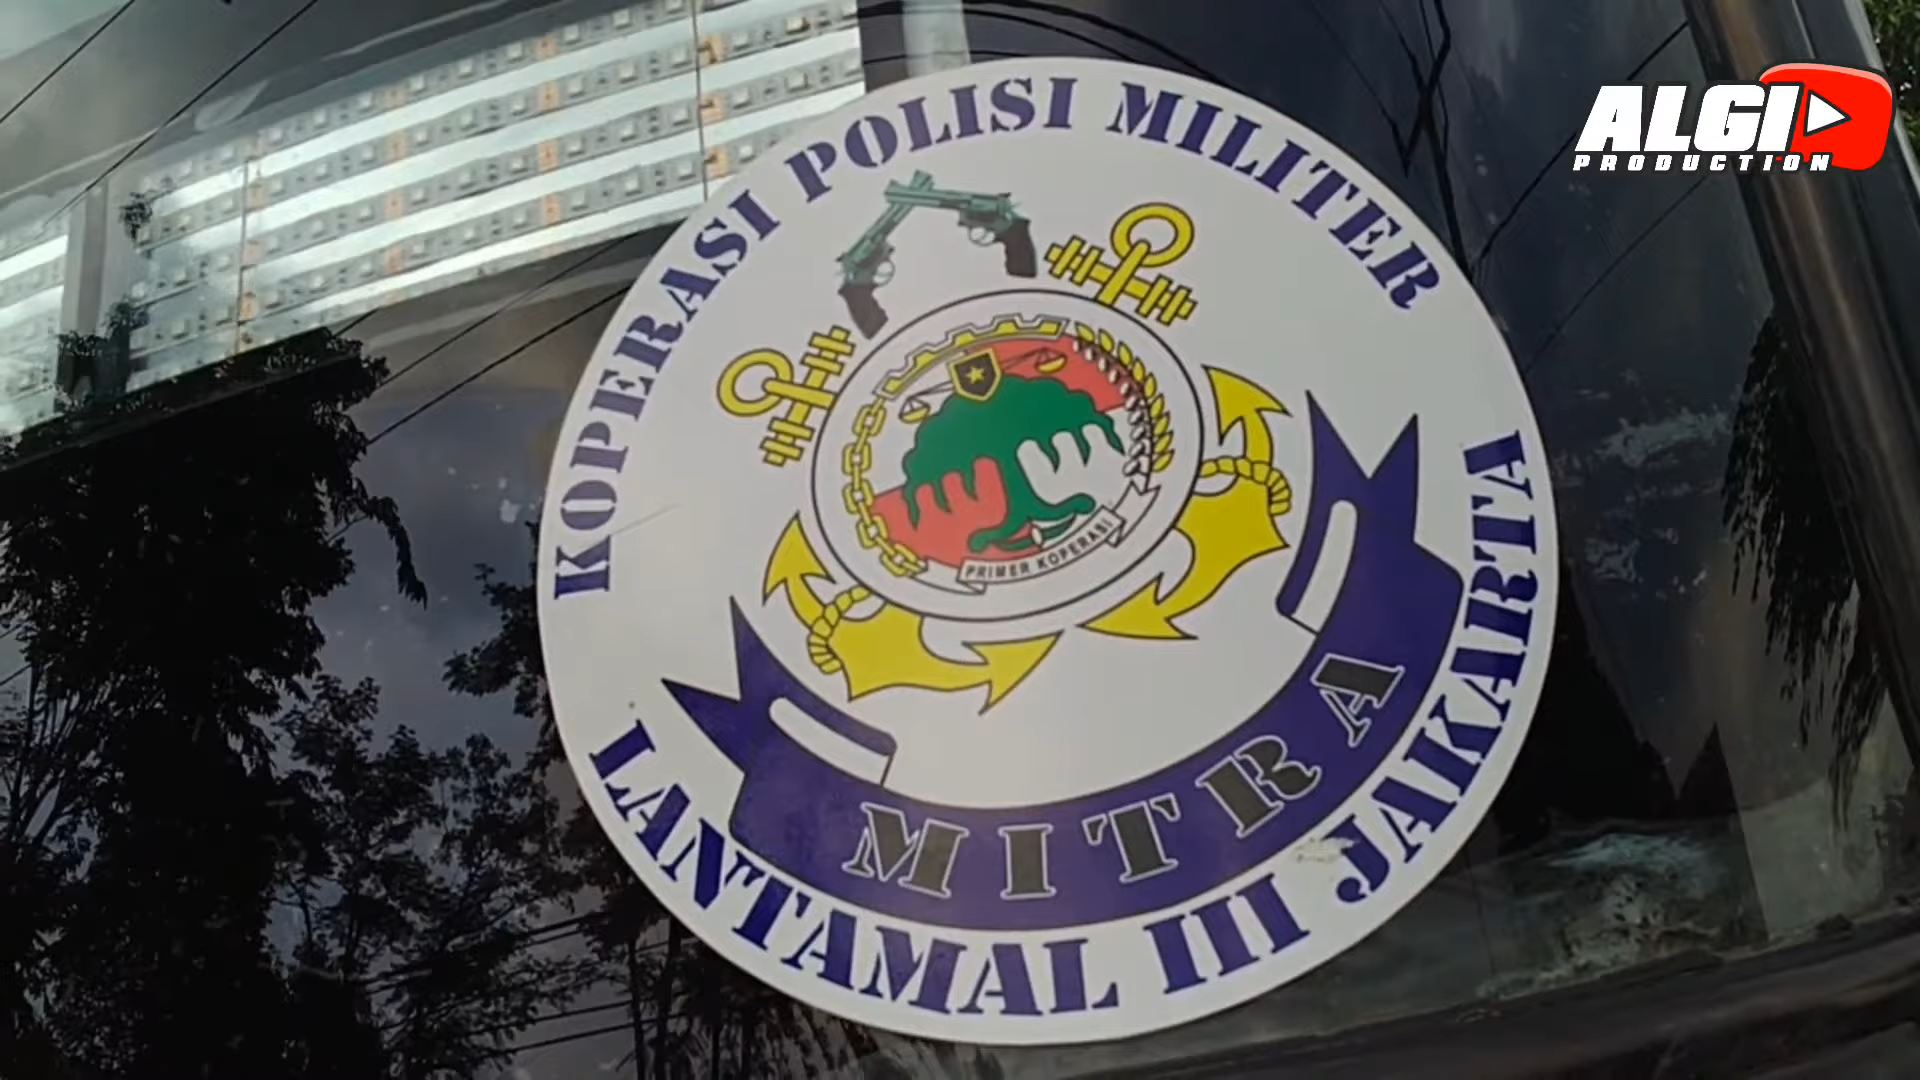 ALGI
PRODUCTION
KOPERASI POLISI MILITER
PRIMER KOPERASI
MITRA
LANTAMAL III JAKARTA